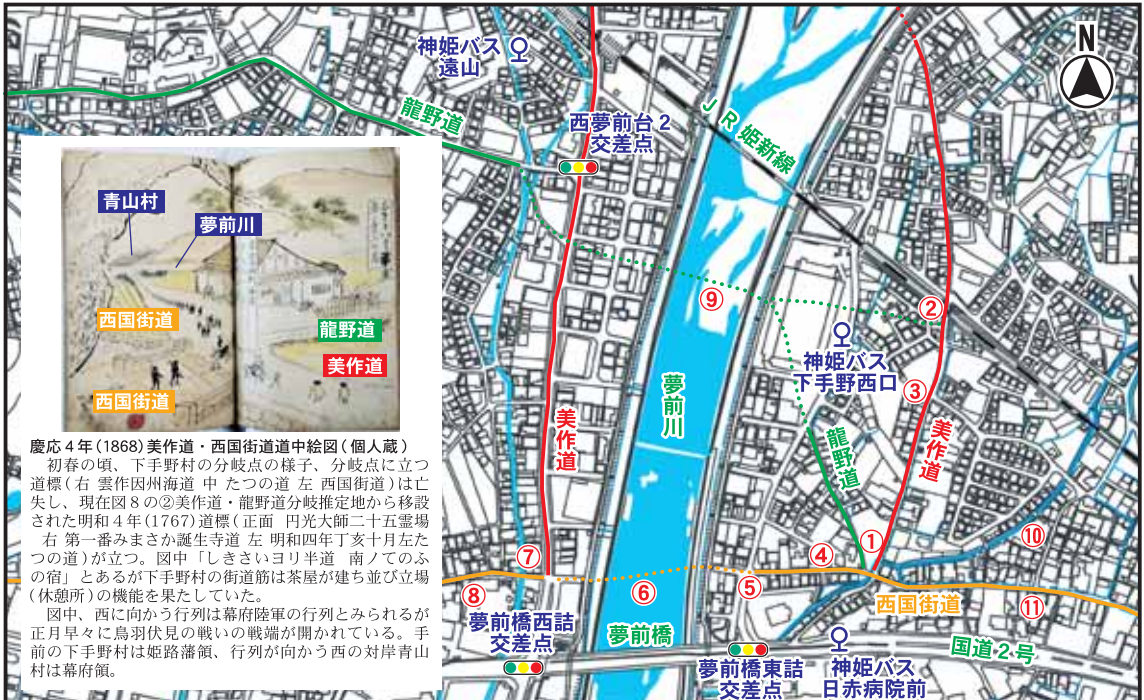 神姫バス
遠山
N
龍野道
西夢前台2
交差点
JR姫新線
青山村
夢前川
西国街道
龍野道
美作道
西国街道
⑨
②
神姫バス
下手野西口
③
夢前川
美作道
龍野道
美作道
慶応4年(1868)美作道・西国街道道中絵図(個人蔵)
初春の頃、下手野村の分岐点の様子、分岐点に立つ
道標(右 雲作因州海道 中 たつの道 左 西国街道)は亡
失し、現在図8の②美作道・龍野道分岐推定地から移設
された明和4年(1767)道標(正面 円光大師二十五霊場
右 第一番みまさか誕生寺道 左 明和四年丁亥十月左た
つの道)が立つ。図中「しきさいヨリ半道 南ノてのふ
の宿」とあるが下手野村の街道筋は茶屋が建ち並び立場
(休憩所)の機能を果たしていた。
図中、西に向かう行列は幕府陸軍の行列とみられるが
正月早々に鳥羽伏見の戦いの戦端が開かれている。手
前の下手野村は姫路藩領、行列が向かう西の対岸青山
村は幕府領。
①
④
⑦
⑩
⑤
⑥
⑧
⑪
西国街道
夢前橋西詰
交差点
夢前橋
夢前橋東詰
交差点
神姫バス
日赤病院前
国道2号